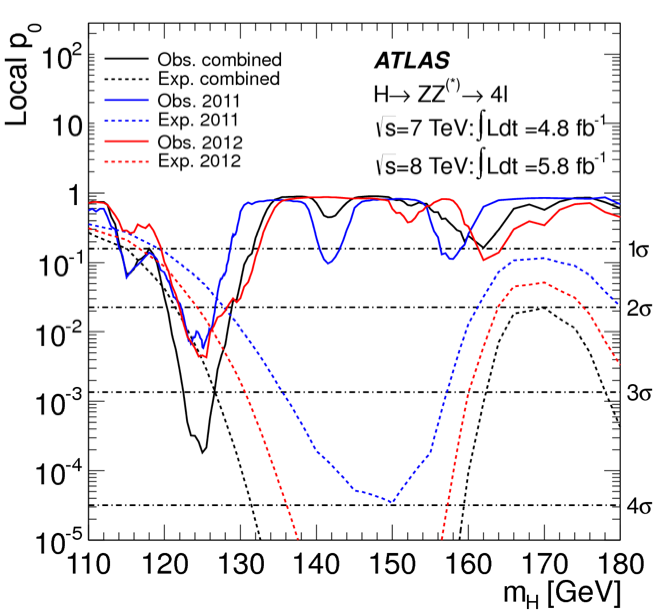 Local p₀
10²
10
1
10⁻¹
10⁻²
10⁻³
10⁻⁴
10⁻⁵
Obs. combined
Exp. combined
Obs. 2011
Exp. 2011
Obs. 2012
Exp. 2012
ATLAS
H→ ZZ⁽*⁾→ 4l
√s=7 TeV:∫Ldt =4.8 fb⁻¹
√s=8 TeV:∫Ldt =5.8 fb⁻¹
1σ
2σ
3σ
4σ
110 120 130 140 150 160 170 180
m_H [GeV]